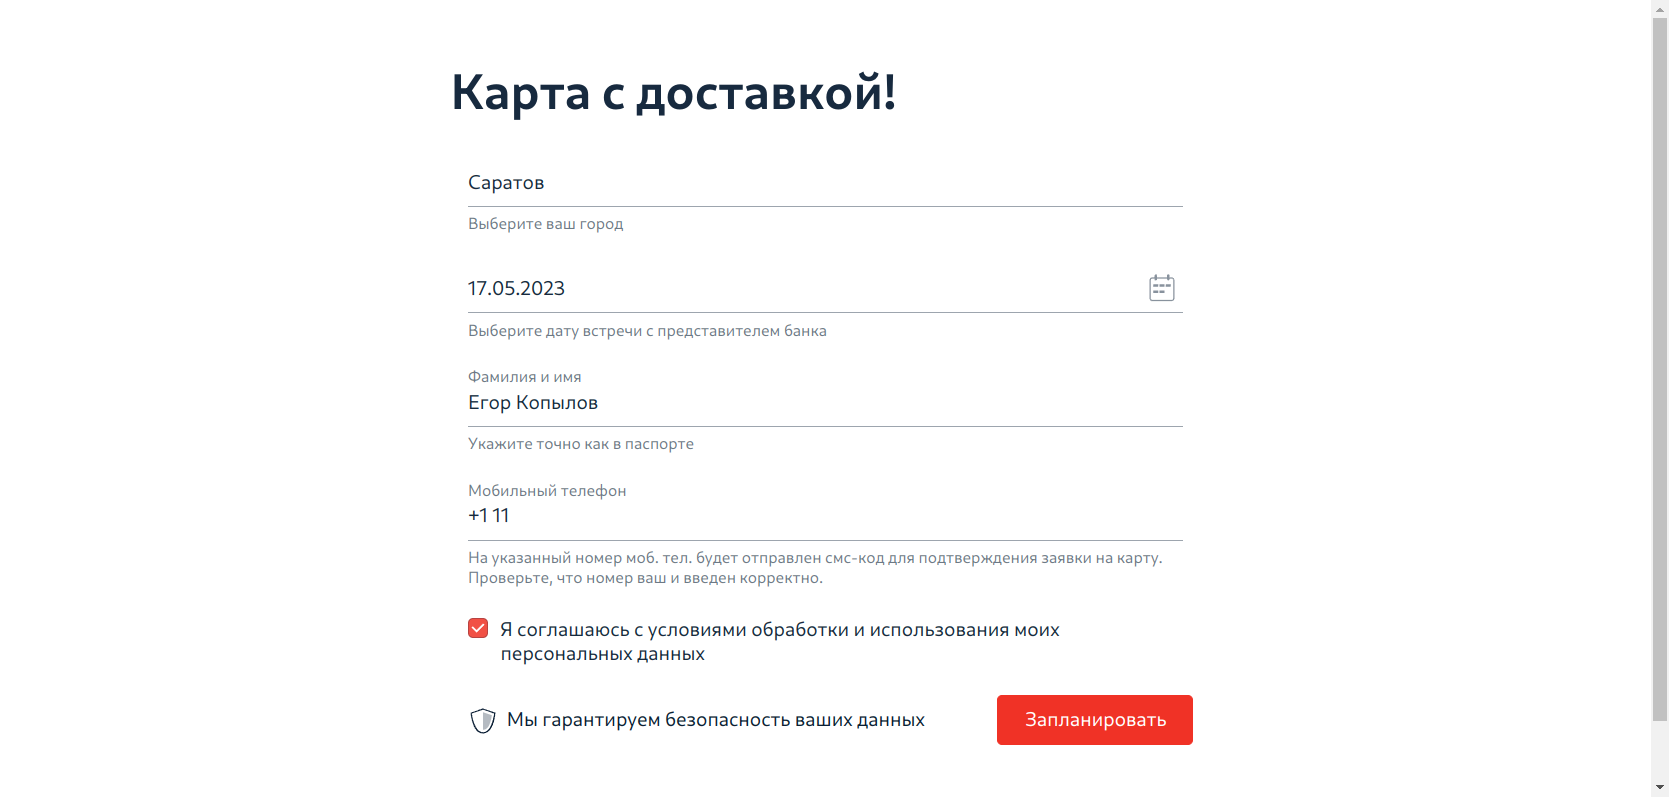 Карта с доставкой!
Саратов
Выберите ваш город
17.05.2023
Выберите дату встречи с представителем банка
Фамилия и имя
Егор Копылов
Укажите точно как в паспорте
Мобильный телефон
+1 11
На указанный номер моб. тел. будет отправлен смс-код для подтверждения заявки на карту.
Проверьте, что номер ваш и введен корректно.
Я соглашаюсь с условиями обработки и использования моих
персональных данных
Мы гарантируем безопасность ваших данных
Запланировать